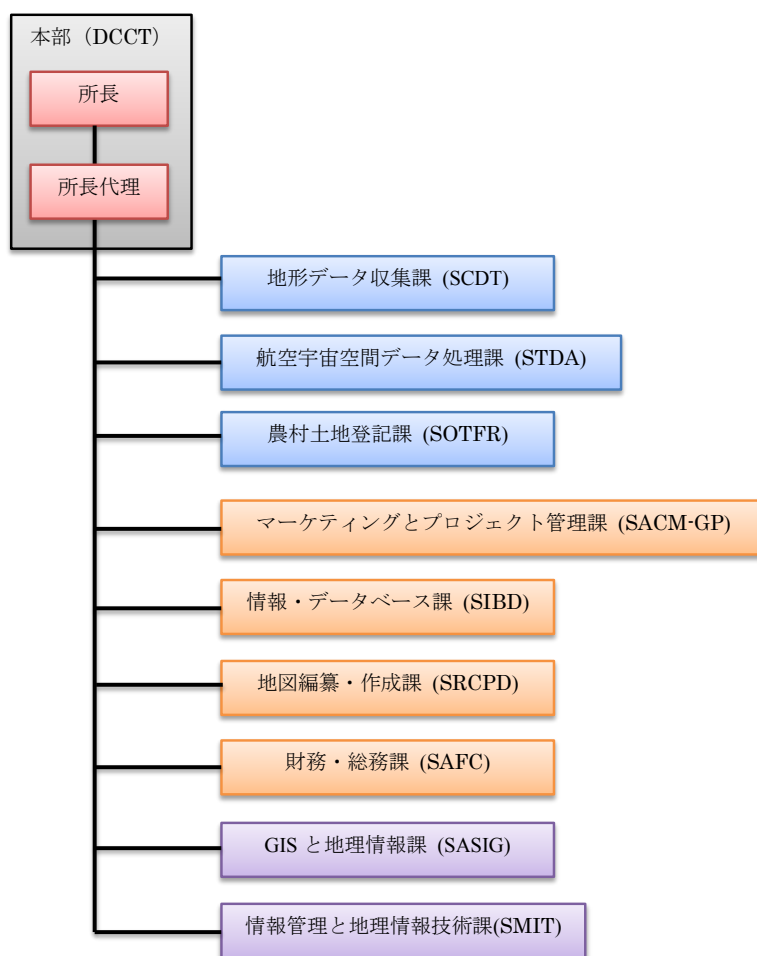 本部（DCCT）
所長
所長代理
地形データ収集課 (SCDT)
航空宇宙空間データ処理課 (STDA)
農村土地登記課 (SOTFR)
マーケティングとプロジェクト管理課 (SACM-GP)
情報・データベース課 (SIBD)
地図編纂・作成課 (SRCPD)
財務・総務課 (SAFC)
GIS と地理情報課 (SASIG)
情報管理と地理情報技術課(SMIT)